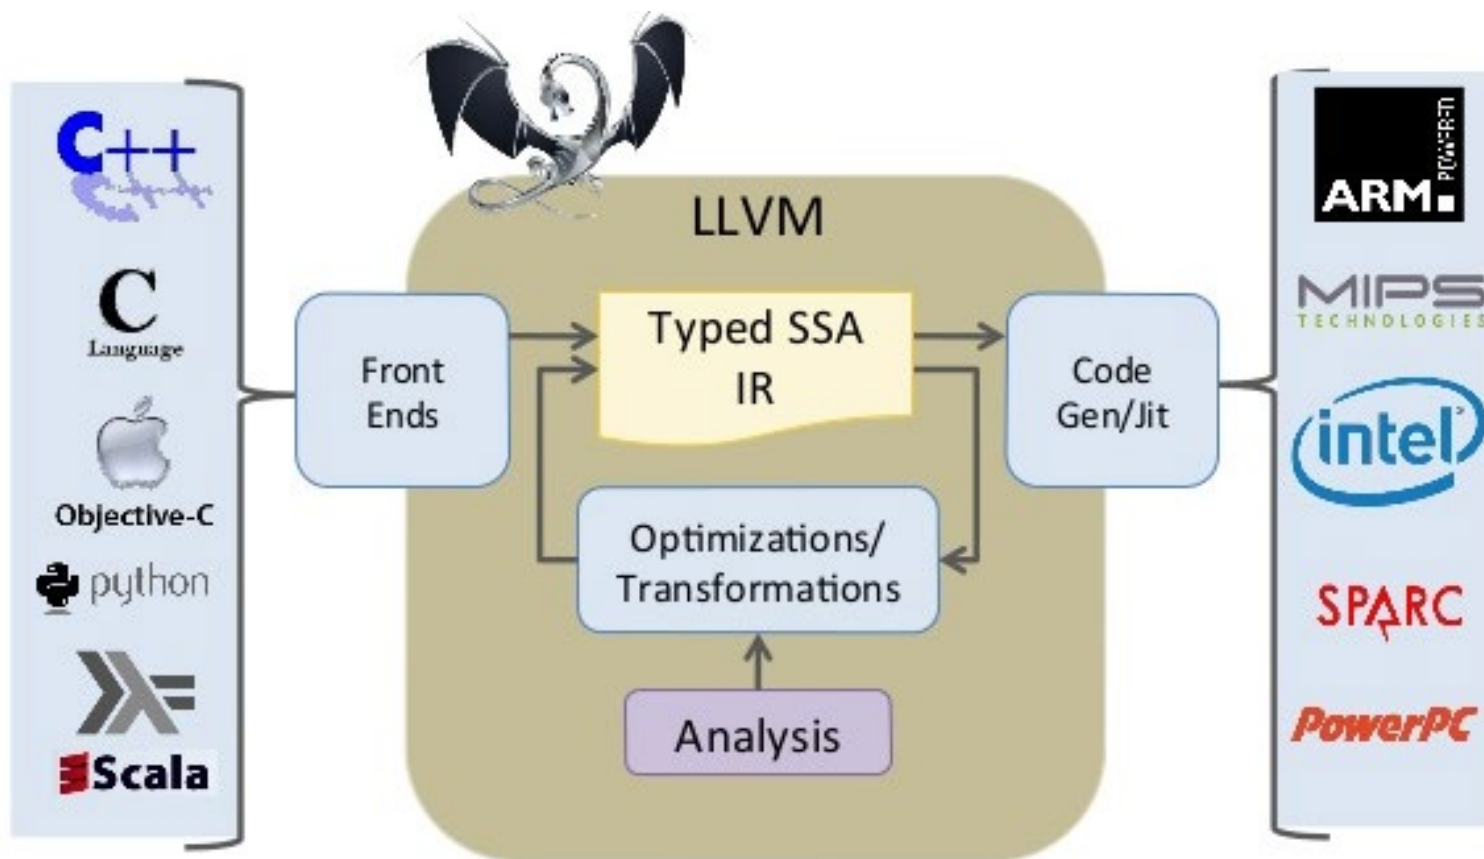 C++
C
Language
Objective-C
python
Scala
LLVM
Front
Ends
Typed SSA
IR
Code
Gen/Jit
Optimizations/
Transformations
Analysis
ARM
POWERED
MIPS
TECHNOLOGIES
intel
SPARC
PowerPC